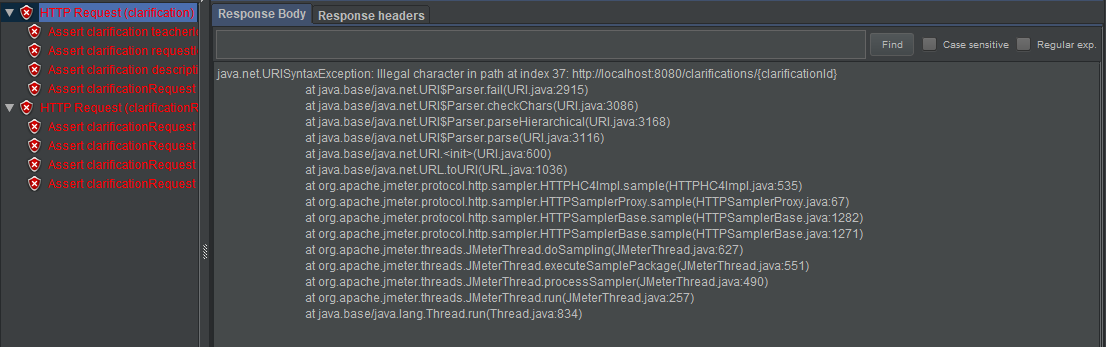 HTTP Request (clarification)
Assert clarification teacherI
Assert clarification requestI
Assert clarification descripti
Assert clarificationRequest
HTTP Request (clarificationR
Assert clarificationRequest
Assert clarificationRequest
Assert clarificationRequest
Assert clarificationRequest
Response Body Response headers
Find Case sensitive Regular exp.
java.net.URISyntaxException: Illegal character in path at index 37: http://localhost:8080/clarifications/{clarificationId}
at java.base/java.net.URI$Parser.fail(URI.java:2915)
at java.base/java.net.URI$Parser.checkChars(URI.java:3086)
at java.base/java.net.URI$Parser.parseHierarchical(URI.java:3168)
at java.base/java.net.URI$Parser.parse(URI.java:3116)
at java.base/java.net.URI.<init>(URI.java:600)
at java.base/java.net.URL.toURI(URL.java:1036)
at org.apache.jmeter.protocol.http.sampler.HTTPHC4Impl.sample(HTTPHC4Impl.java:535)
at org.apache.jmeter.protocol.http.sampler.HTTPSamplerProxy.sample(HTTPSamplerProxy.java:67)
at org.apache.jmeter.protocol.http.sampler.HTTPSamplerBase.sample(HTTPSamplerBase.java:1282)
at org.apache.jmeter.protocol.http.sampler.HTTPSamplerBase.sample(HTTPSamplerBase.java:1271)
at org.apache.jmeter.threads.JMeterThread.doSampling(JMeterThread.java:627)
at org.apache.jmeter.threads.JMeterThread.executeSamplePackage(JMeterThread.java:551)
at org.apache.jmeter.threads.JMeterThread.processSampler(JMeterThread.java:490)
at org.apache.jmeter.threads.JMeterThread.run(JMeterThread.java:257)
at java.base/java.lang.Thread.run(Thread.java:834)